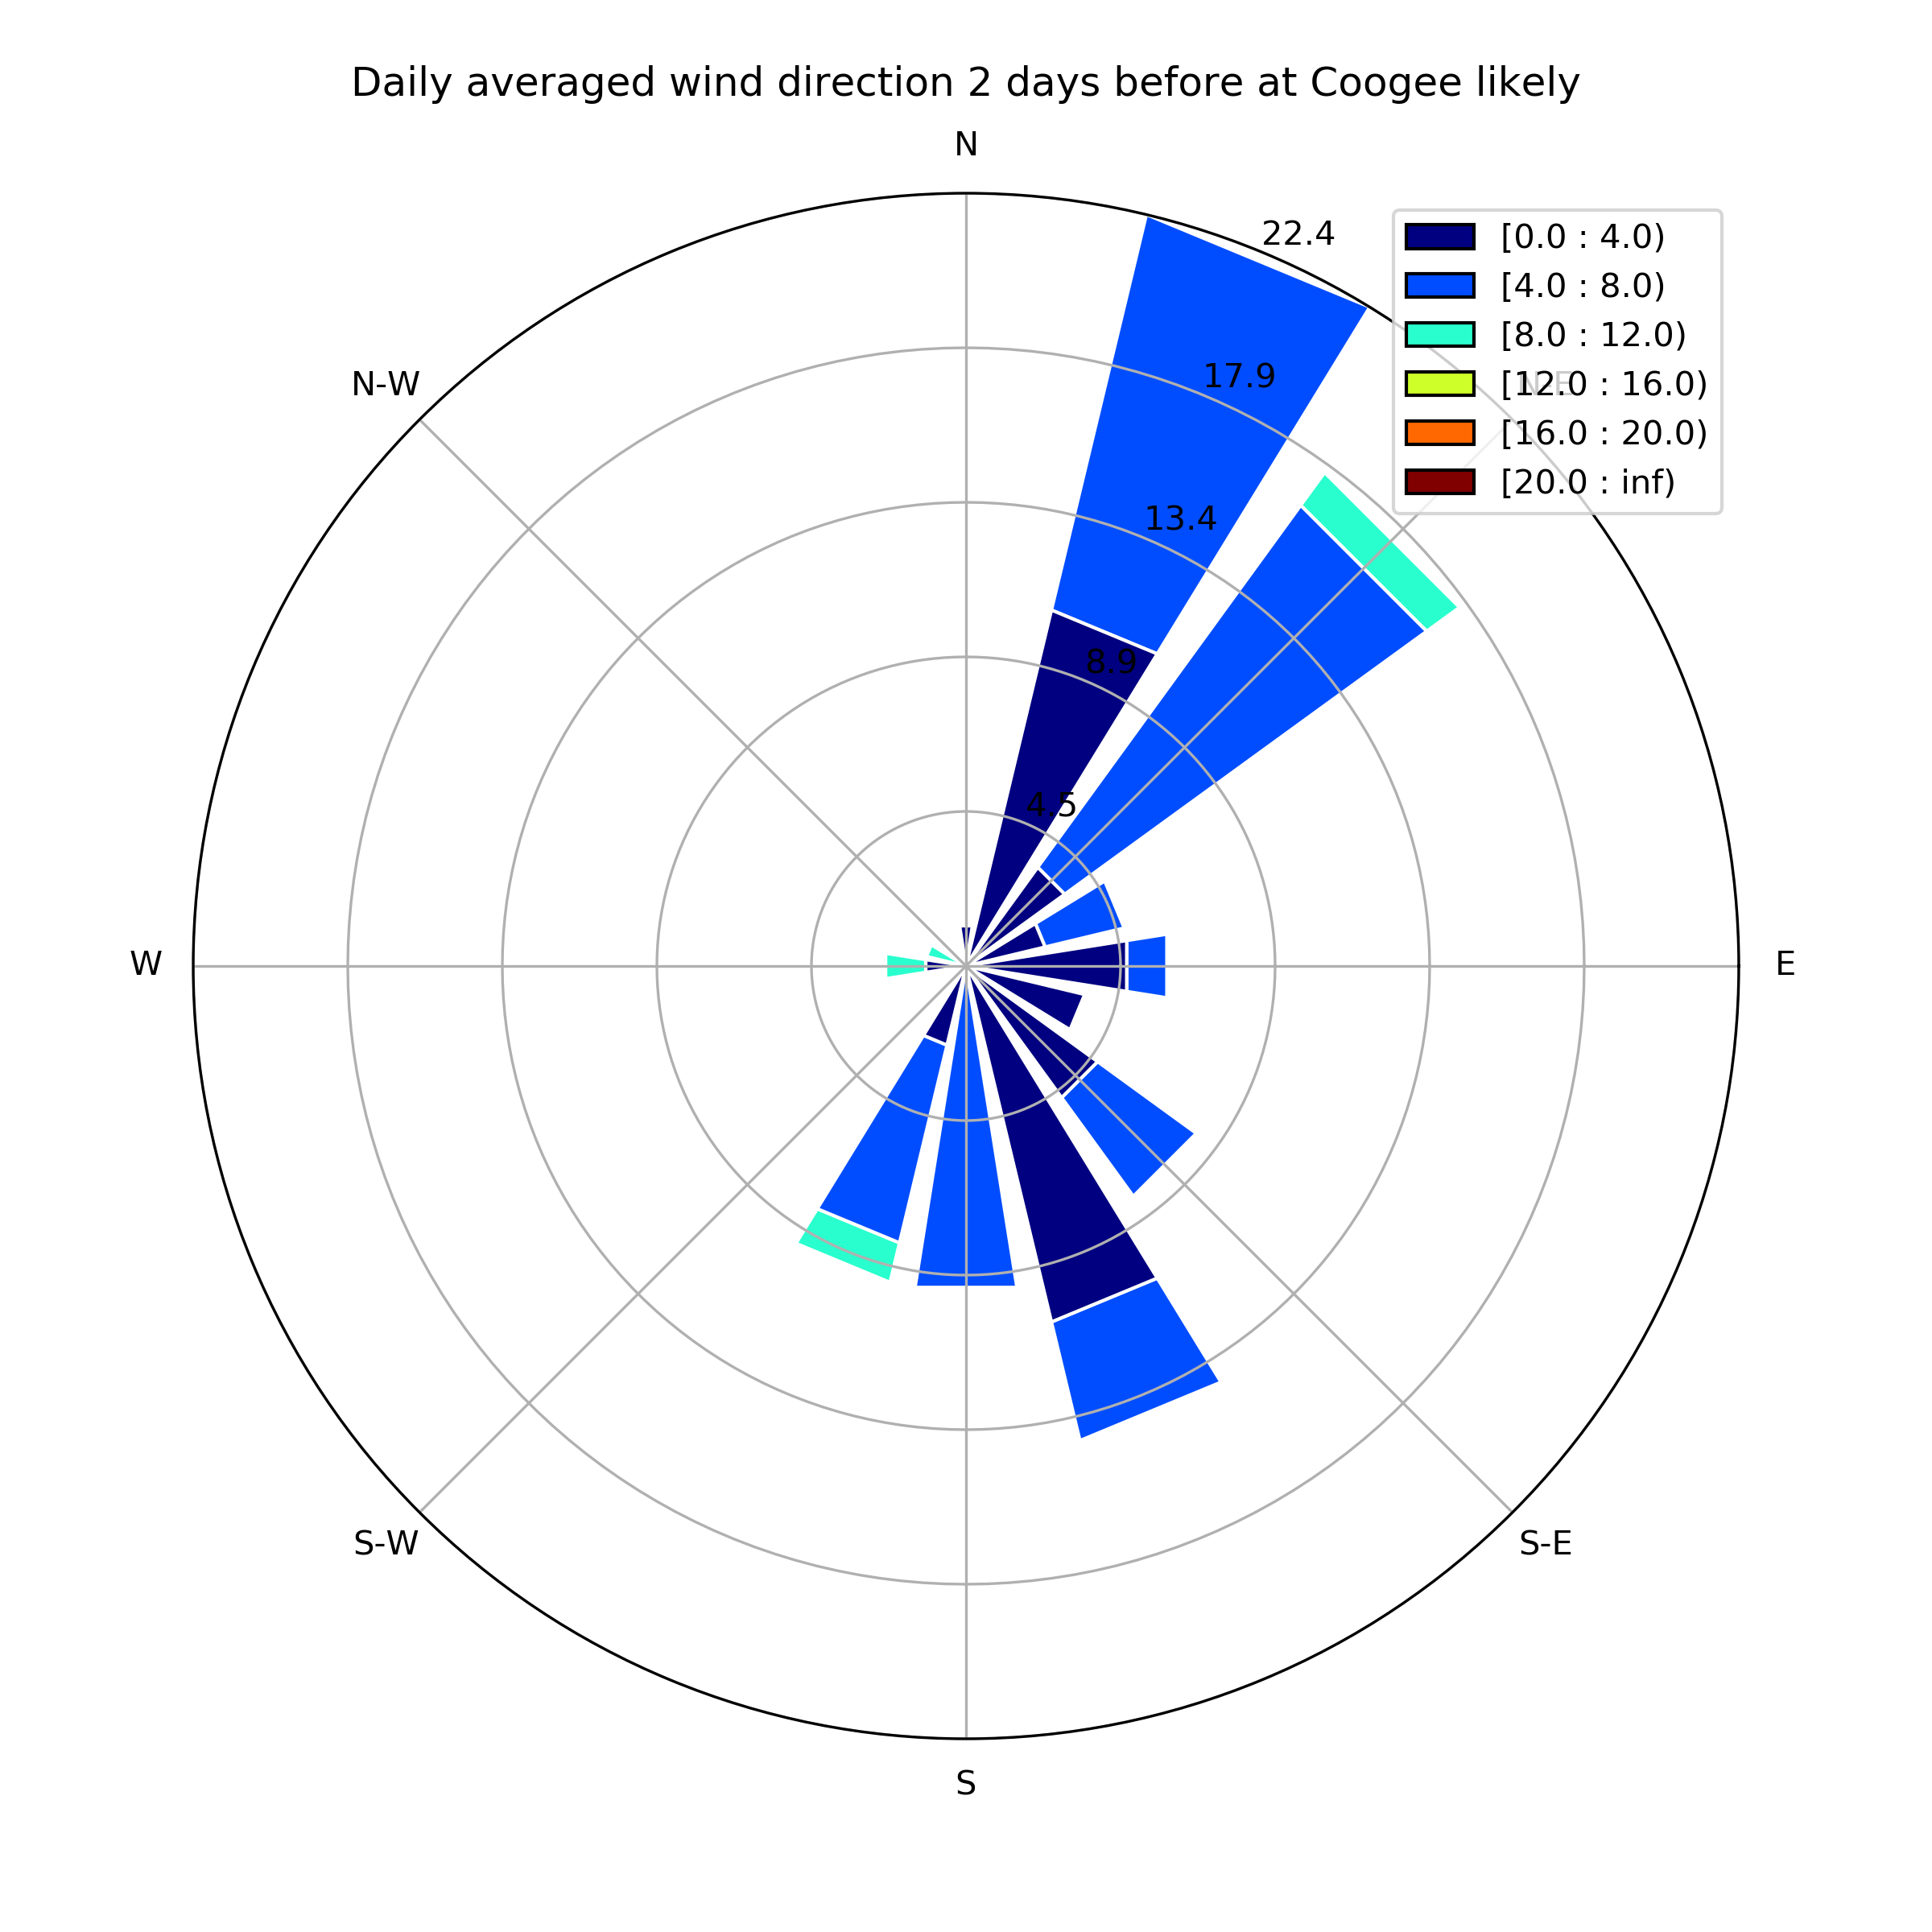 Daily averaged wind direction 2 days before at Coogee likely
N
22.4
[0.0 : 4.0)
[4.0 : 8.0)
[8.0 : 12.0)
[12.0 : 16.0)
[16.0 : 20.0)
[20.0 : inf)
N-W
17.9
13.4
8.9
4.5
W
E
S-W
S-E
S